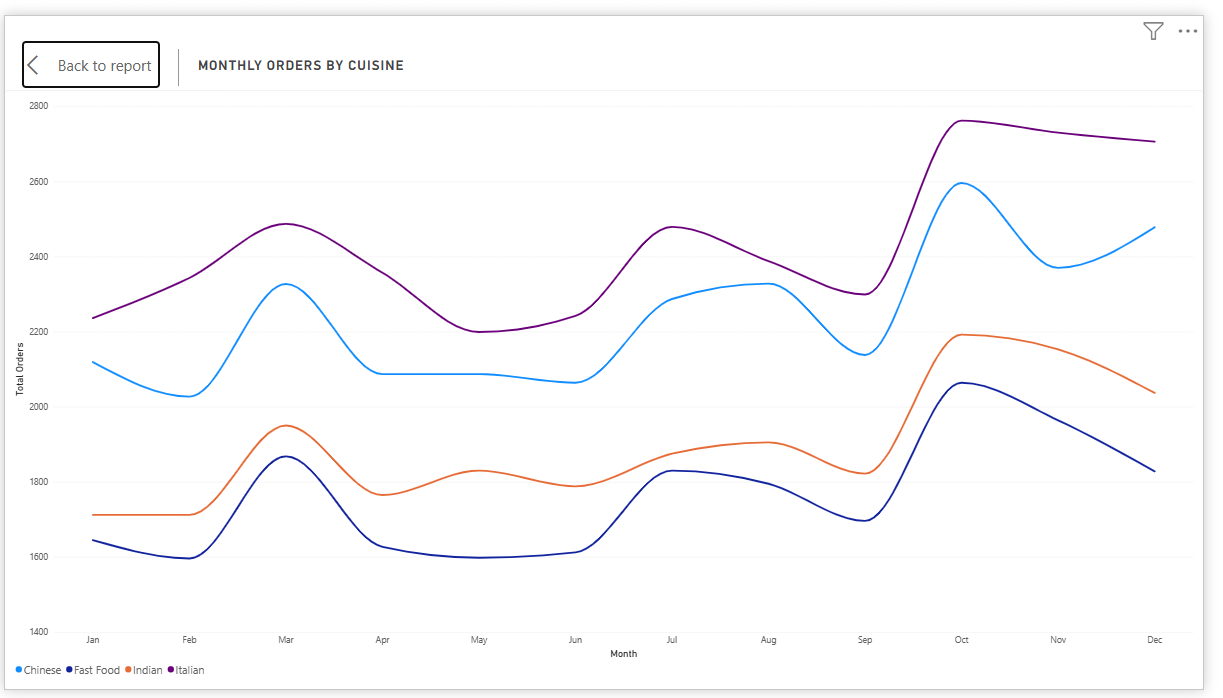 Back to report
MONTHLY ORDERS BY CUISINE
2800
2600
2400
2200
2000
1800
1600
1400
Total Orders
Jan Feb Mar Apr May Jun Jul Aug Sep Oct Nov Dec
Month
Chinese Fast Food Indian Italian